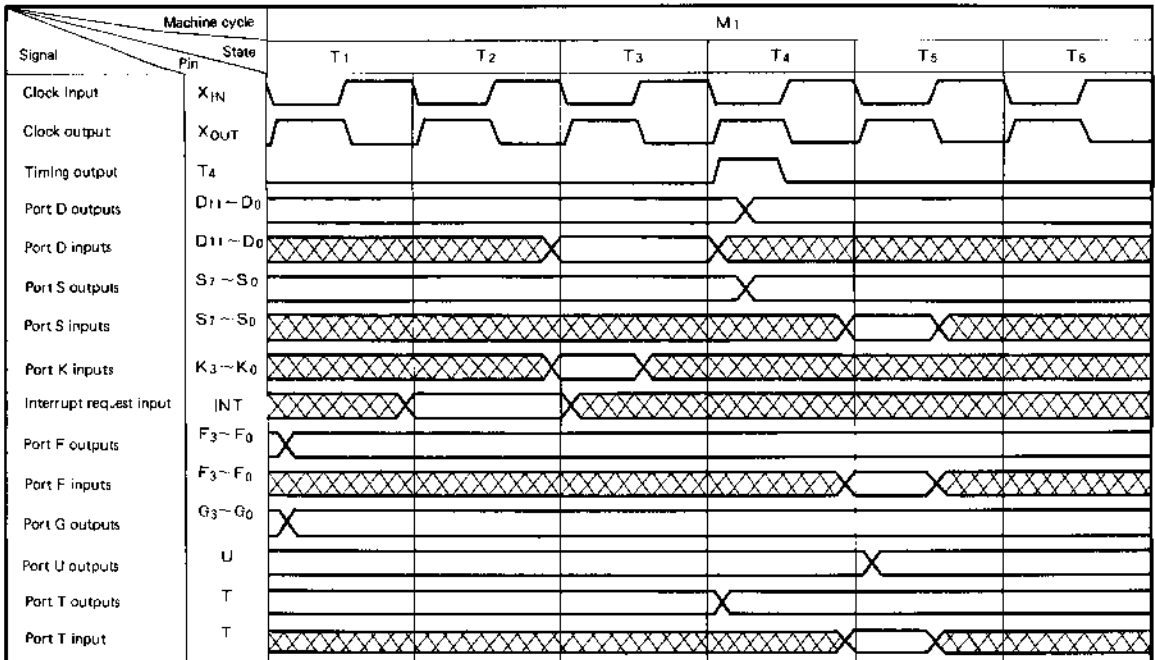 Machine cycle M1
Signal Pin State T1 T2 T3 T4 T5 T6
Clock Input XIN
Clock output XOUT
Timing output T4
Port D outputs D11~D0
Port D inputs D11~D0
Port S outputs S7~S0
Port S inputs S7~S0
Port K inputs K3~K0
Interrupt request input INT
Port F outputs F3~F0
Port F inputs F3~F0
Port G outputs G3~G0
Port U outputs U
Port T outputs T
Port T input T